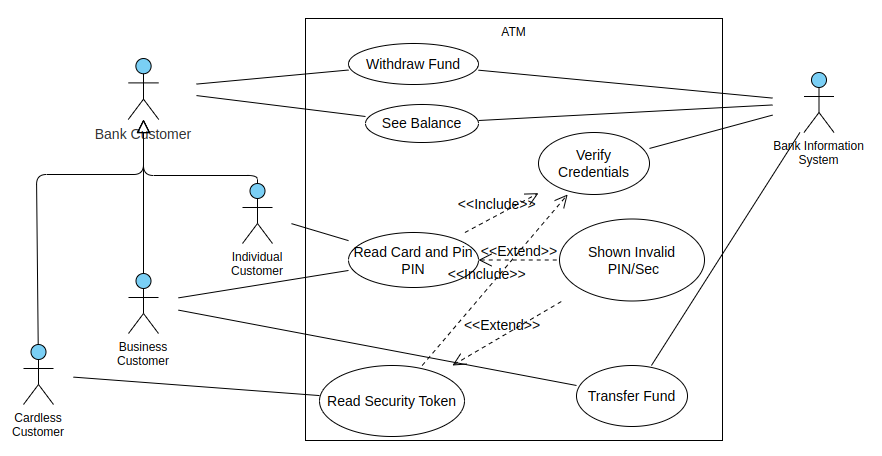 ATM
Withdraw Fund
Bank Customer
See Balance
Bank Information
System
Verify
Credentials
<<Include>>
Individual
Customer
Read Card and Pin
PIN
<<Extend>>
Shown Invalid
PIN/Sec
<<Include>>
<<Extend>>
Business
Customer
Read Security Token
Transfer Fund
Cardless
Customer